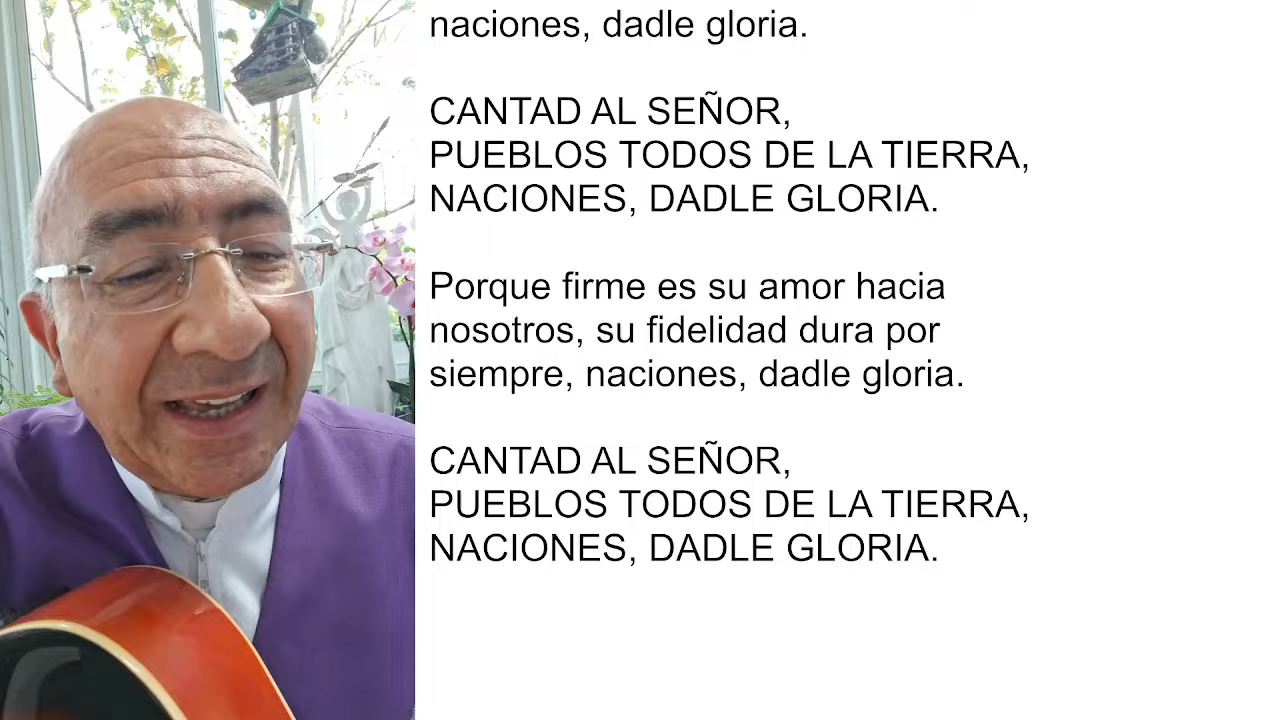 naciones, dadle gloria.
CANTAD AL SEÑOR,
PUEBLOS TODOS DE LA TIERRA,
NACIONES, DADLE GLORIA.
Porque firme es su amor hacia
nosotros, su fidelidad dura por
siempre, naciones, dadle gloria.
CANTAD AL SEÑOR,
PUEBLOS TODOS DE LA TIERRA,
NACIONES, DADLE GLORIA.